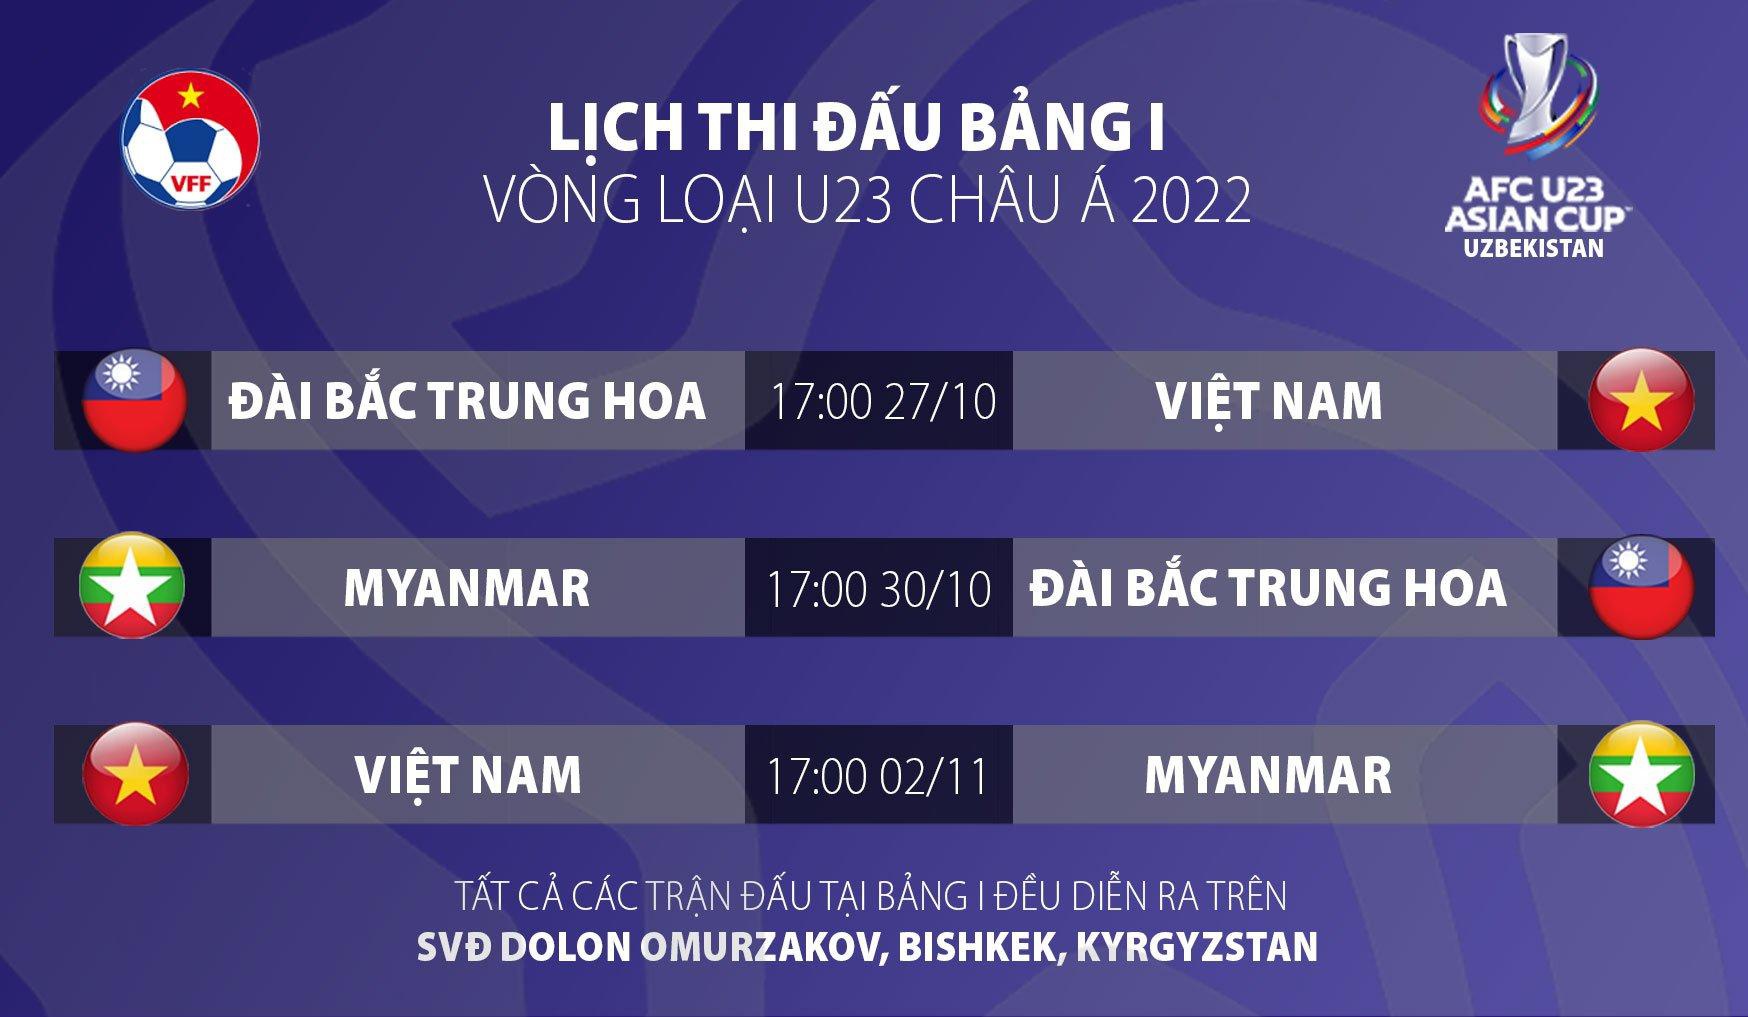 VFF
LỊCH THI ĐẤU BẢNG I
VÒNG LOẠI U23 CHÂU Á 2022
AFC U23
ASIAN CUP™
UZBEKISTAN
ĐÀI BẮC TRUNG HOA 17:00 27/10 VIỆT NAM
MYANMAR 17:00 30/10 ĐÀI BẮC TRUNG HOA
VIỆT NAM 17:00 02/11 MYANMAR
TẤT CẢ CÁC TRẬN ĐẤU TẠI BẢNG I ĐỀU DIỄN RA TRÊN
SVĐ DOLON OMURZAKOV, BISHKEK, KYRGYZSTAN